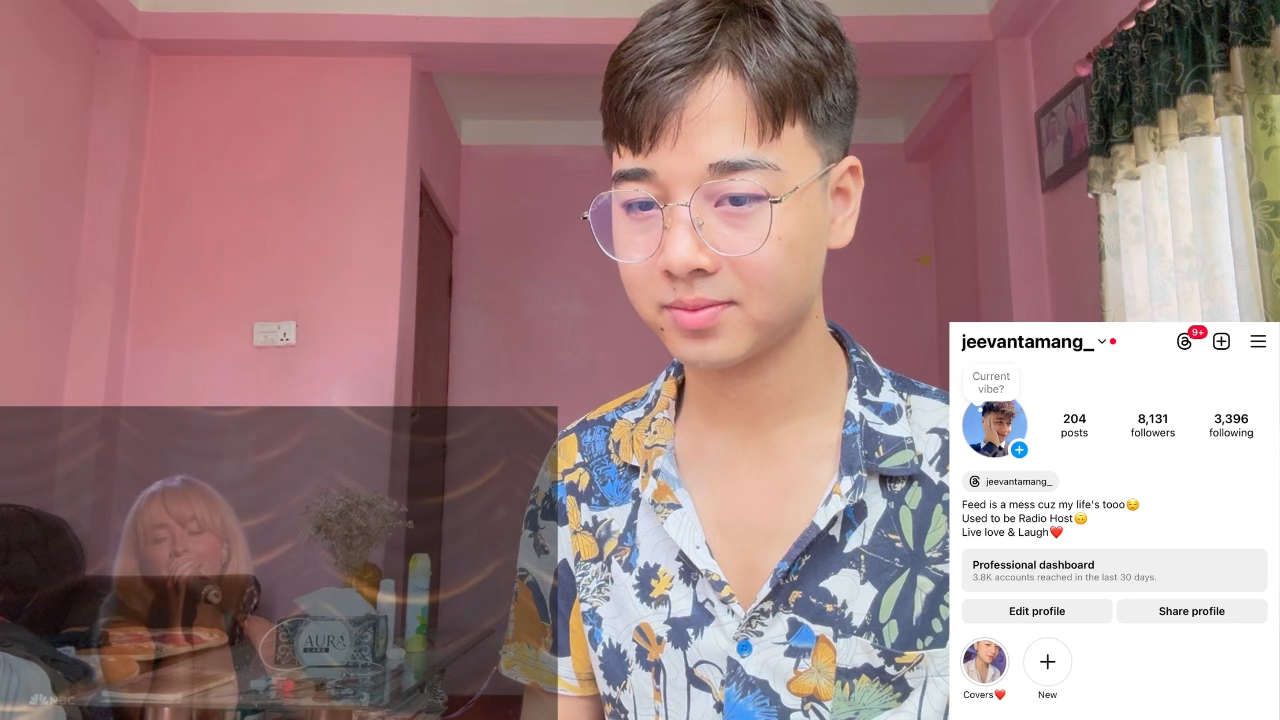 jeevantamang_
9+
Current
vibe?
204
posts
8,131
followers
3,396
following
jeevantamang_
Feed is a mess cuz my life's tooo😌
Used to be Radio Host🙃
Live love & Laugh❤️
Professional dashboard
3.8K accounts reached in the last 30 days.
Edit profile
Share profile
Covers❤️
New
AURA
CARE
NBC